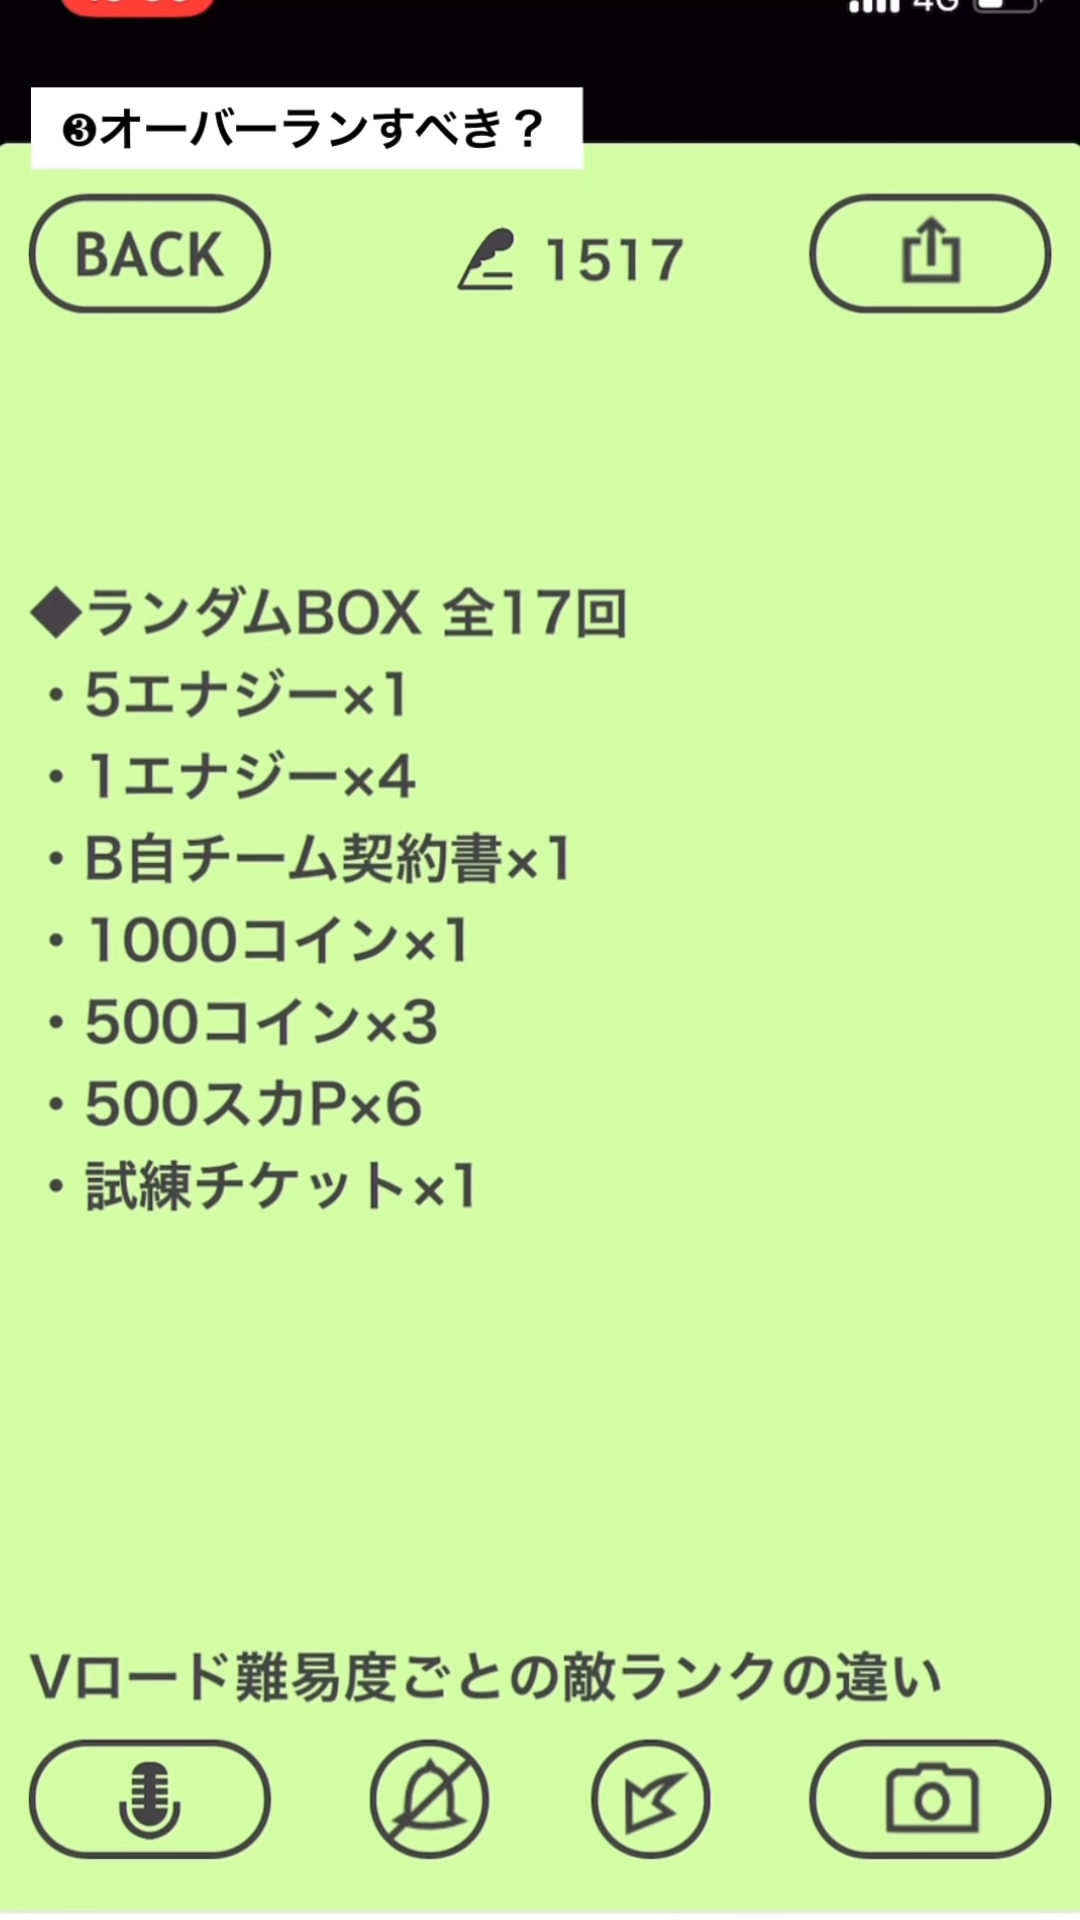 4G
❸オーバーランすべき？
BACK
1517
◆ランダムBOX 全17回
・5エナジー×1
・1エナジー×4
・B自チーム契約書×1
・1000コイン×1
・500コイン×3
・500スカP×6
・試練チケット×1
Vロード難易度ごとの敵ランクの違い